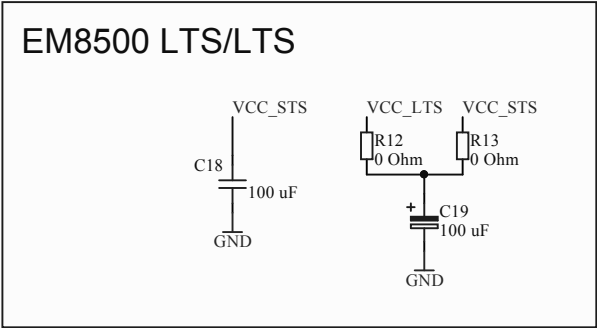 EM8500 LTS/LTS
VCC_STS
VCC_LTS
VCC_STS
R12
0 Ohm
R13
0 Ohm
C18
100 uF
+
C19
100 uF
GND
GND